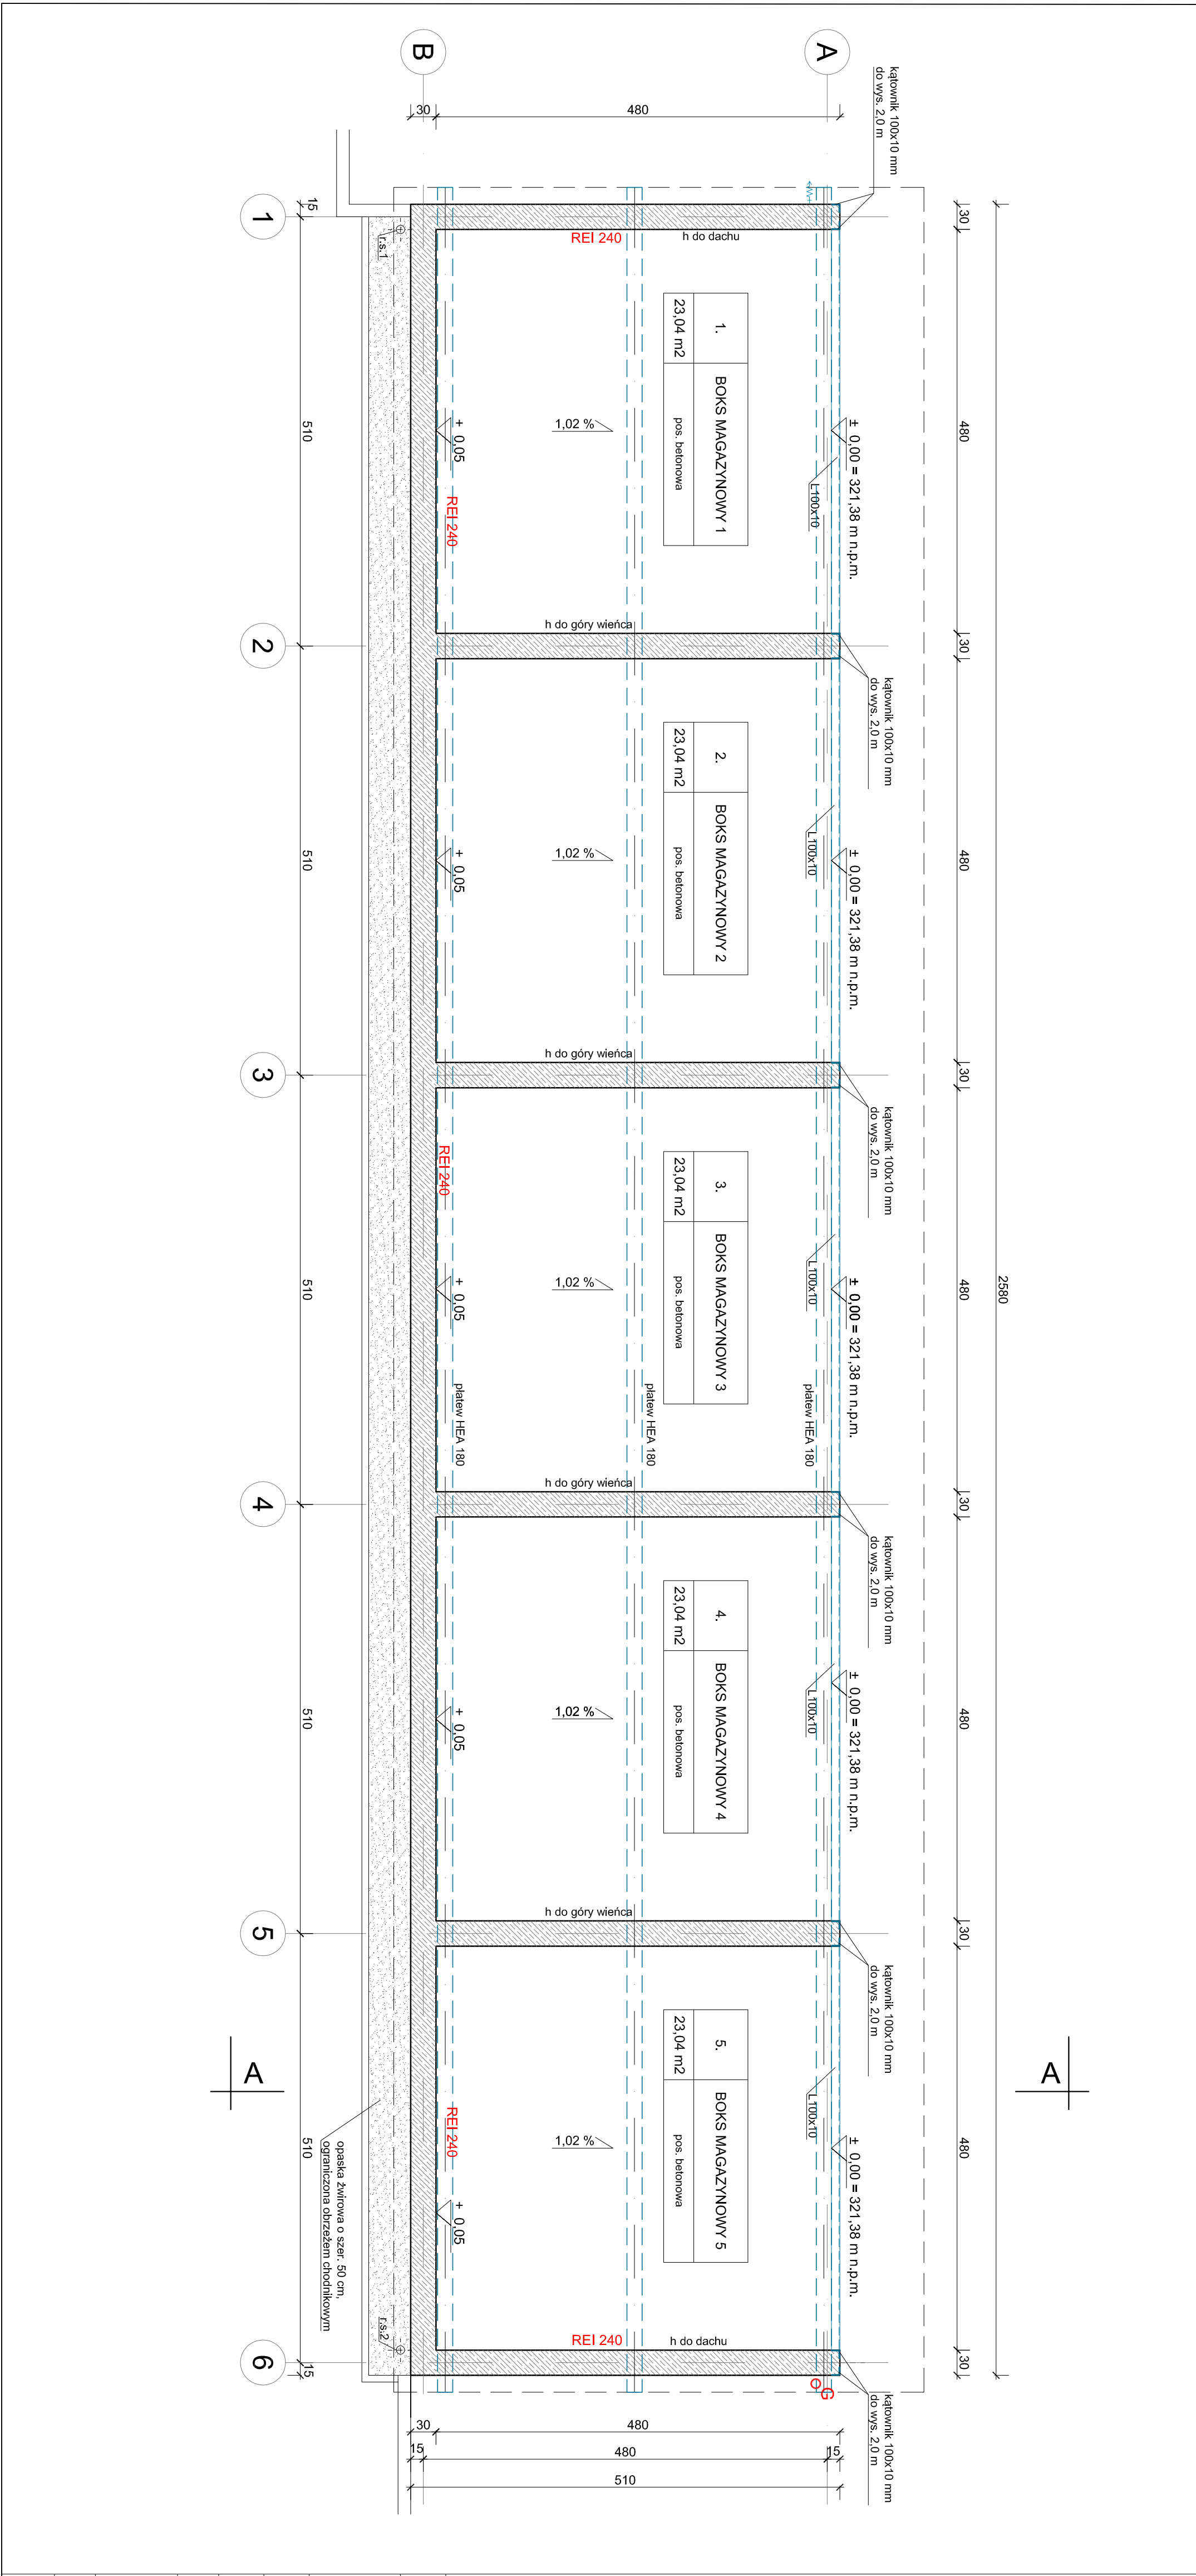 B
A
kątownik 100x10 mm
do wys. 2,0 m
30
480
15
1
30
2580
r.s.1
REI 240
h do dachu
1.
BOKS MAGAZYNOWY 1
23,04 m2
pos. betonowa
510
+ 0,05
1,02 %
± 0,00 = 321,38 m n.p.m.
480
L100x10
REI 240
h do góry wieńca
2
30
kątownik 100x10 mm
do wys. 2,0 m
2.
BOKS MAGAZYNOWY 2
23,04 m2
pos. betonowa
510
+ 0,05
1,02 %
L100x10
± 0,00 = 321,38 m n.p.m.
480
h do góry wieńca
3
30
kątownik 100x10 mm
do wys. 2,0 m
REI 240
3.
BOKS MAGAZYNOWY 3
23,04 m2
pos. betonowa
510
+ 0,05
1,02 %
L100x10
± 0,00 = 321,38 m n.p.m.
480
płatew HEA 180
płatew HEA 180
płatew HEA 180
h do góry wieńca
4
30
kątownik 100x10 mm
do wys. 2,0 m
4.
BOKS MAGAZYNOWY 4
23,04 m2
pos. betonowa
510
+ 0,05
1,02 %
L100x10
± 0,00 = 321,38 m n.p.m.
480
h do góry wieńca
5
30
kątownik 100x10 mm
do wys. 2,0 m
5.
BOKS MAGAZYNOWY 5
23,04 m2
pos. betonowa
A
A
L100x10
510
REI 240
1,02 %
± 0,00 = 321,38 m n.p.m.
480
+ 0,05
opaska żwirowa o szer. 50 cm,
ograniczona obrzeżem chodnikowym
r.s.2
REI 240
h do dachu
6
15
30
G
kątownik 100x10 mm
do wys. 2,0 m
30
480
15
480
15
510